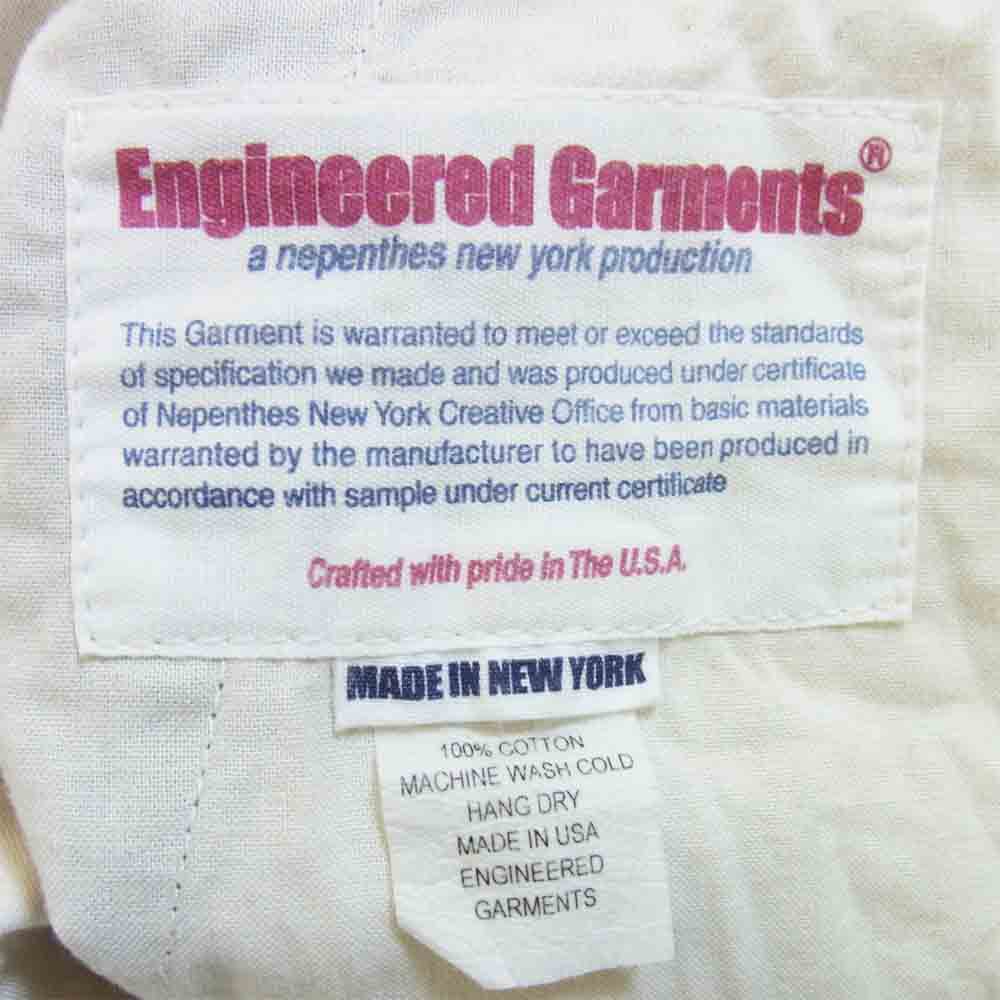 Engineered Garments®
a nepenthes new york production
This Garment is warranted to meet or exceed the standards
of specification we made and was produced under certificate
of Nepenthes New York Creative Office from basic materials
warranted by the manufacturer to have been produced in
accordance with sample under current certificate
Crafted with pride in The U.S.A.
MADE IN NEW YORK
100% COTTON
MACHINE WASH COLD
HANG DRY
MADE IN USA
ENGINEERED
GARMENTS